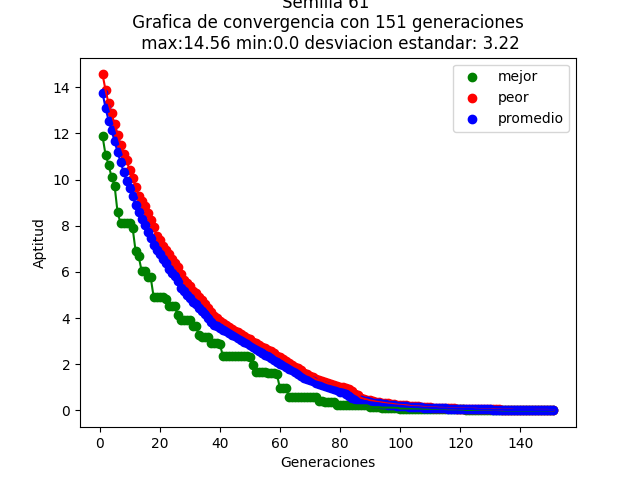 Semilla 61
Grafica de convergencia con 151 generaciones
max:14.56 min:0.0 desviacion estandar: 3.22
mejor
peor
promedio
Aptitud
14
12
10
8
6
4
2
0
0 20 40 60 80 100 120 140
Generaciones